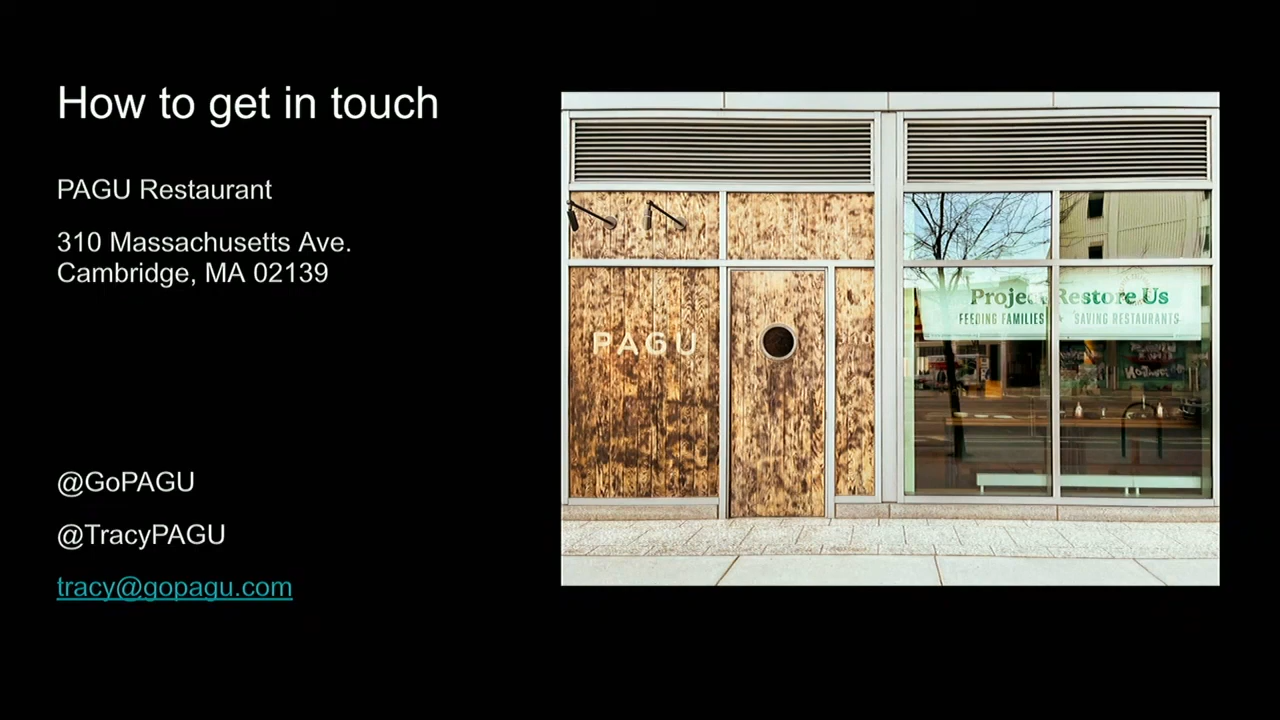 How to get in touch
PAGU Restaurant
310 Massachusetts Ave.
Cambridge, MA 02139
@GoPAGU
@TracyPAGU
tracy@gopagu.com
PAGU
Project Restore Us
FEEDING FAMILIES SAVING RESTAURANTS